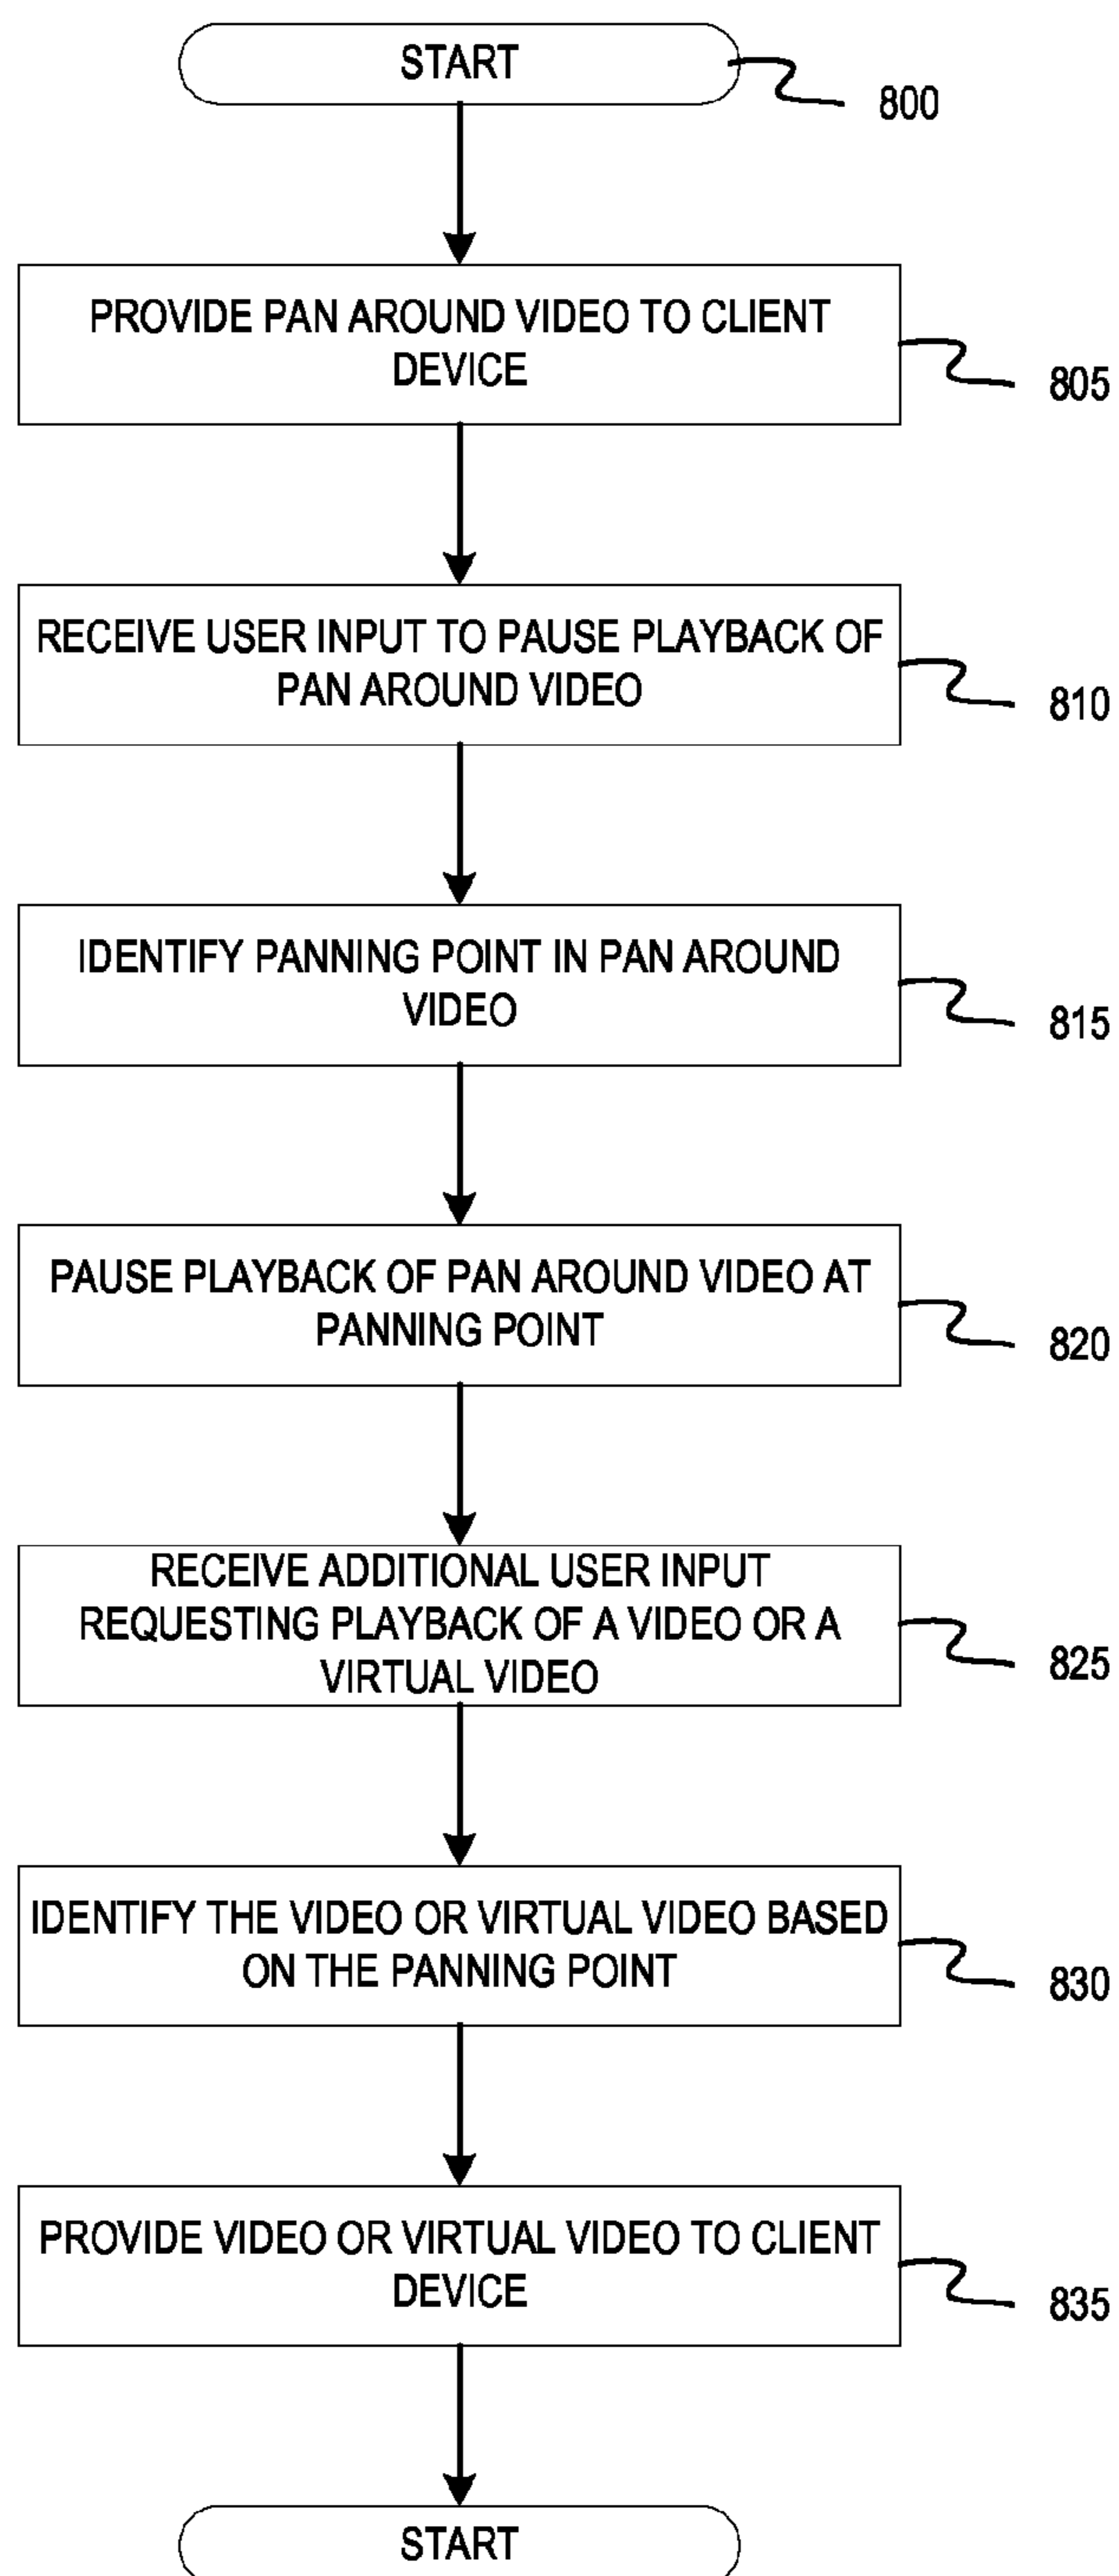 START
800
PROVIDE PAN AROUND VIDEO TO CLIENT
DEVICE
805
RECEIVE USER INPUT TO PAUSE PLAYBACK OF
PAN AROUND VIDEO
810
IDENTIFY PANNING POINT IN PAN AROUND
VIDEO
815
PAUSE PLAYBACK OF PAN AROUND VIDEO AT
PANNING POINT
820
RECEIVE ADDITIONAL USER INPUT
REQUESTING PLAYBACK OF A VIDEO OR A
VIRTUAL VIDEO
825
IDENTIFY THE VIDEO OR VIRTUAL VIDEO BASED
ON THE PANNING POINT
830
PROVIDE VIDEO OR VIRTUAL VIDEO TO CLIENT
DEVICE
835
START